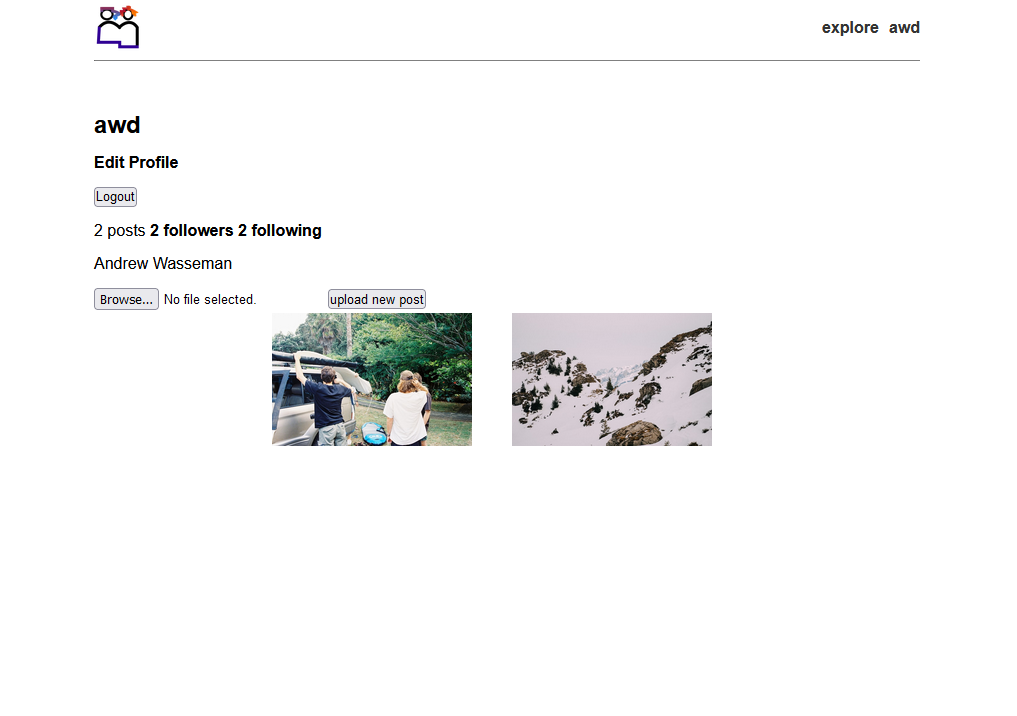 explore awd
awd
Edit Profile
Logout
2 posts 2 followers 2 following
Andrew Wasseman
Browse... No file selected. upload new post